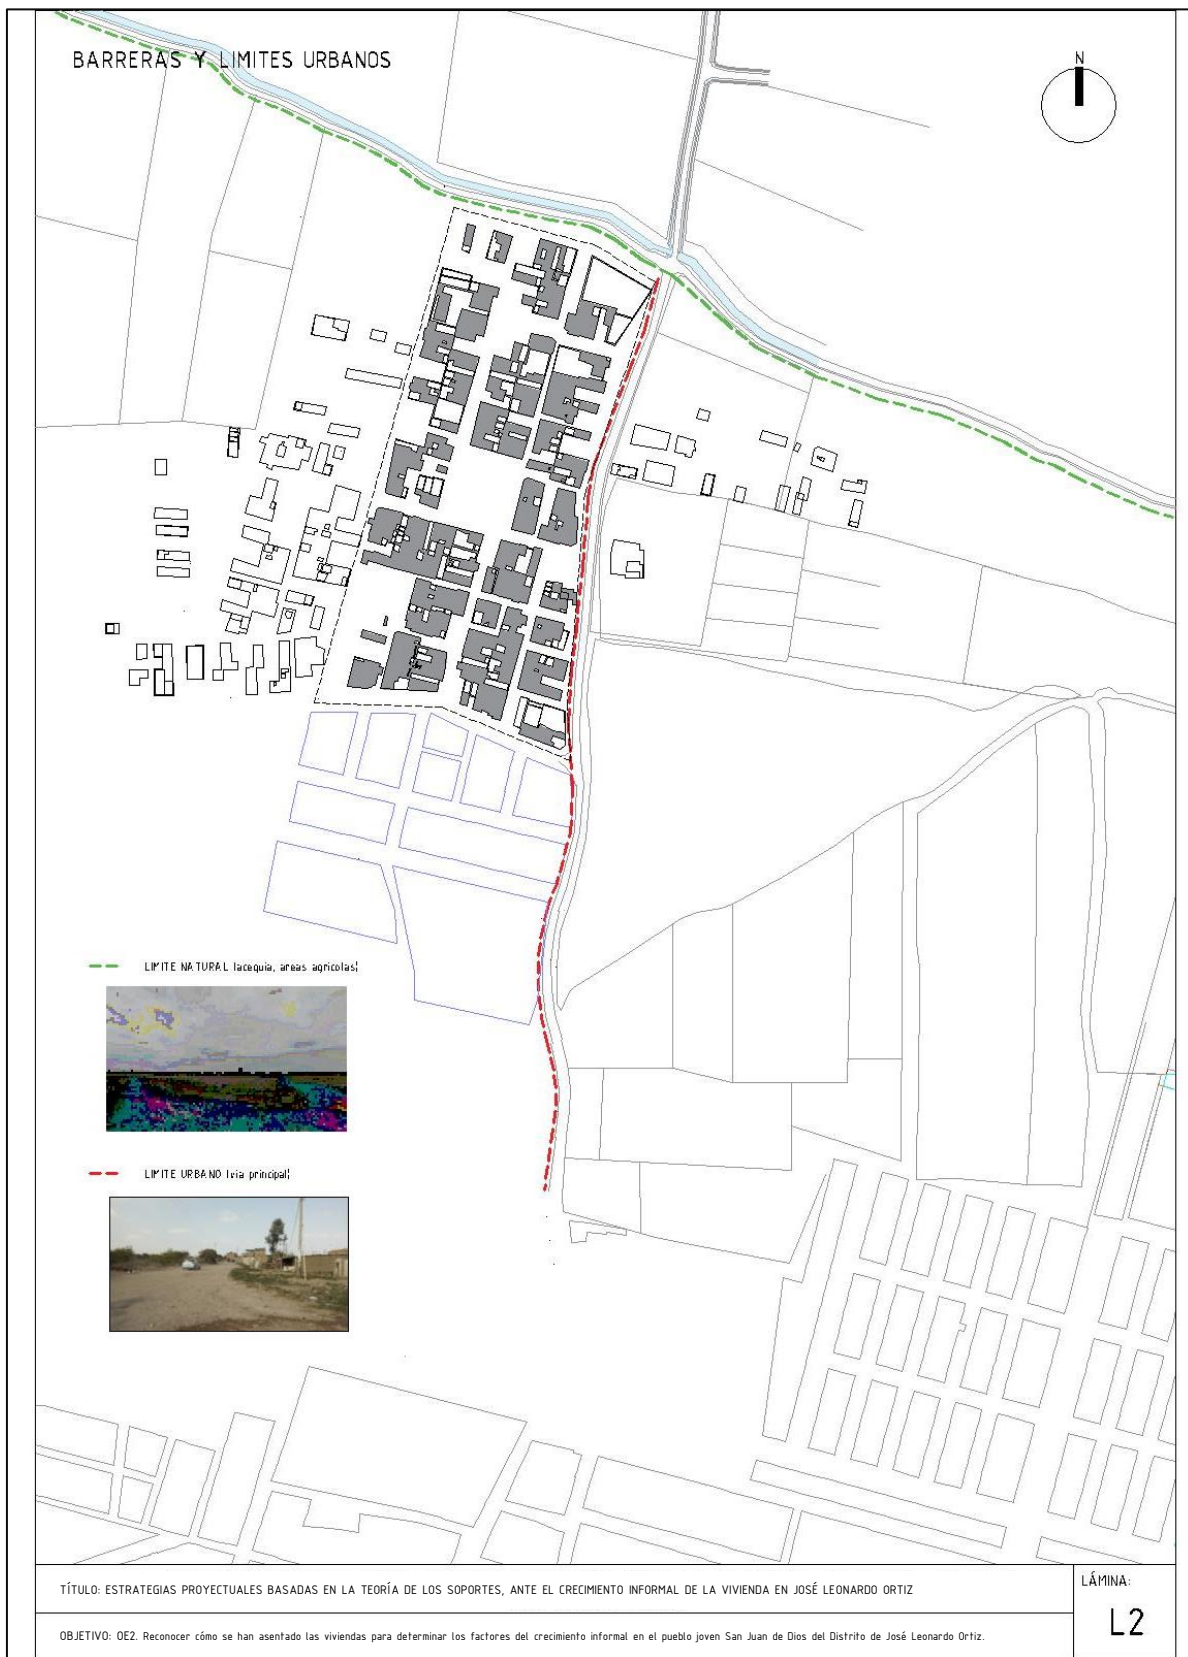 BARRERAS Y LIMITES URBANOS
N
LIMITE NATURAL (acequia, areas agricolas)
LIMITE URBANO (via principal)
TÍTULO: ESTRATEGIAS PROYECTUALES BASADAS EN LA TEORÍA DE LOS SOPORTES, ANTE EL CRECIMIENTO INFORMAL DE LA VIVIENDA EN JOSÉ LEONARDO ORTIZ
LÁMINA:
L2
OBJETIVO: OE2. Reconocer cómo se han asentado las viviendas para determinar los factores del crecimiento informal en el pueblo joven San Juan de Dios del Distrito de José Leonardo Ortiz.